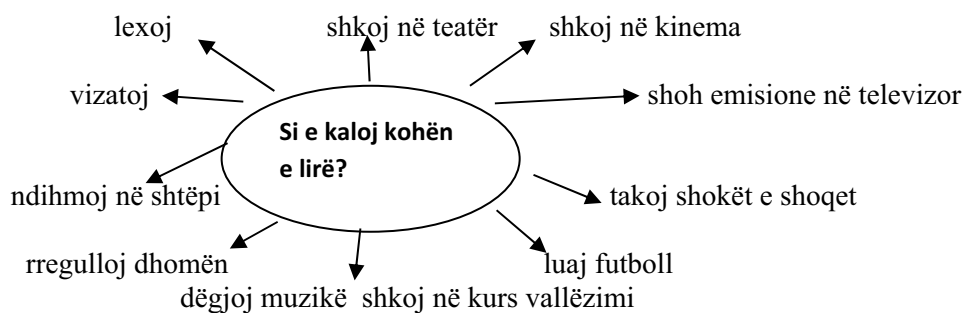 lexoj
shkoj në teatër
shkoj në kinema
vizatoj
shoh emisione në televizor
Si e kaloj kohën
e lirë?
ndihmoj në shtëpi
takoj shokët e shoqet
rregulloj dhomën
luaj futboll
dëgjoj muzikë
shkoj në kurs vallëzimi